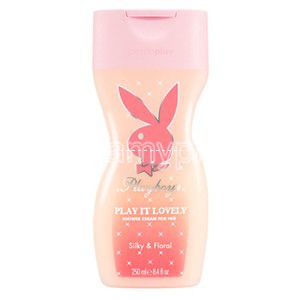 Playboy
PLAY IT LOVELY
SHOWER CREAM FOR HER
Silky & Floral
250 ml e 8.4 fl. oz